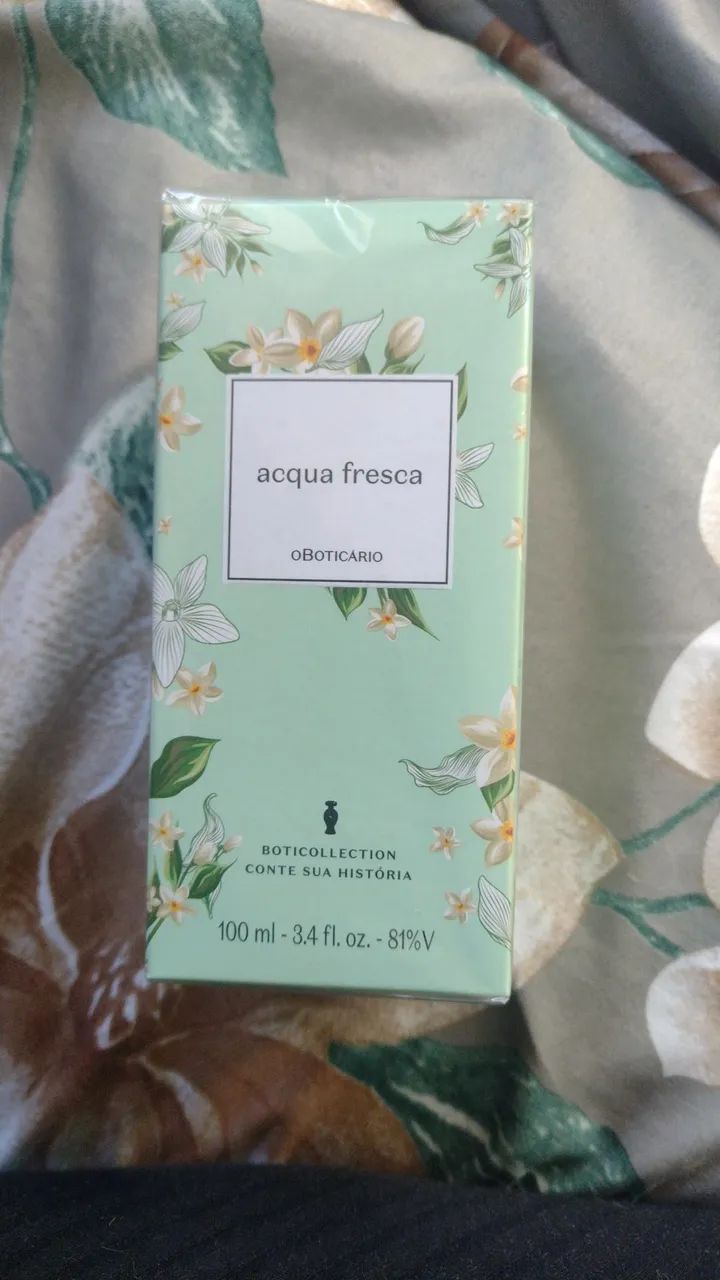 acqua fresca
OBOTICÁRIO
BOTICOLLECTION
CONTE SUA HISTÓRIA
100 ml - 3.4 fl. oz. - 81%V